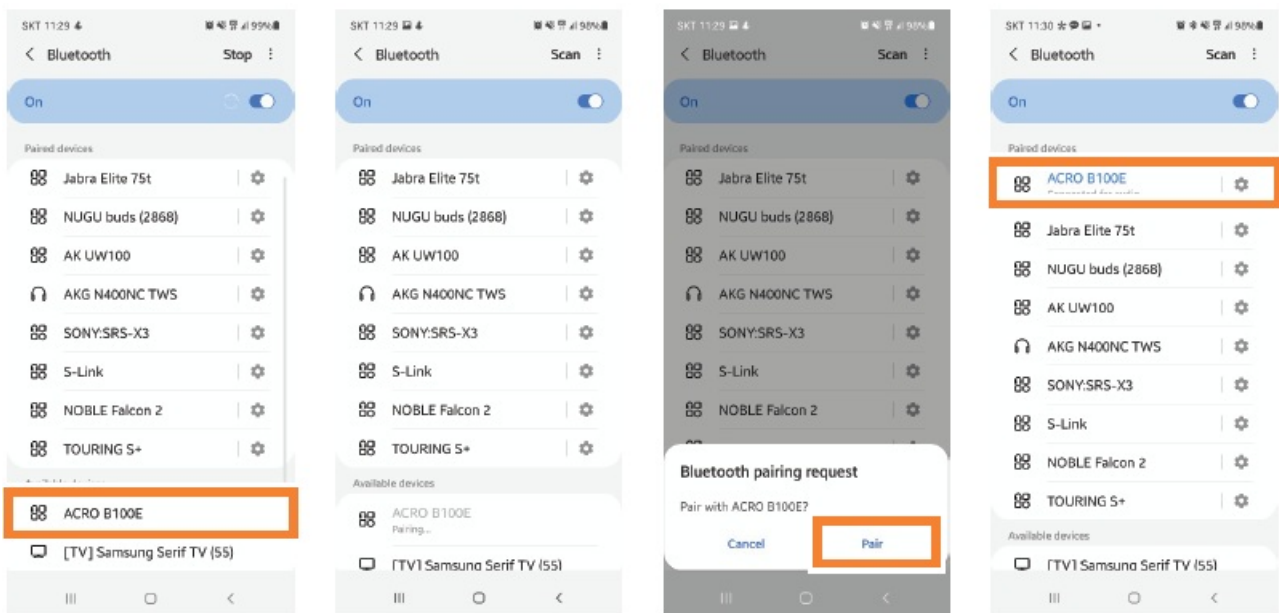 SKT 11:29
99%
Bluetooth
Stop
On
Paired devices
Jabra Elite 75t
NUGU buds (2868)
AK UW100
AKG N400NC TWS
SONY:SRS-X3
S-Link
NOBLE Falcon 2
TOURING S+
ACRO B100E
[TV] Samsung Serif TV (55)
SKT 11:29
98%
Bluetooth
Scan
On
Paired devices
Jabra Elite 75t
NUGU buds (2868)
AK UW100
AKG N400NC TWS
SONY:SRS-X3
S-Link
NOBLE Falcon 2
TOURING S+
Available devices
ACRO B100E
Pairing...
[TV] Samsung Serif TV (55)
SKT 11:29
98%
Bluetooth
Scan
On
Paired devices
Jabra Elite 75t
NUGU buds (2868)
AK UW100
AKG N400NC TWS
SONY:SRS-X3
S-Link
NOBLE Falcon 2
Bluetooth pairing request
Pair with ACRO B100E?
Cancel
Pair
SKT 11:30
98%
Bluetooth
Scan
On
Paired devices
ACRO B100E
Connected for audio
Jabra Elite 75t
NUGU buds (2868)
AK UW100
AKG N400NC TWS
SONY:SRS-X3
S-Link
NOBLE Falcon 2
TOURING S+
Available devices
[TV] Samsung Serif TV (55)